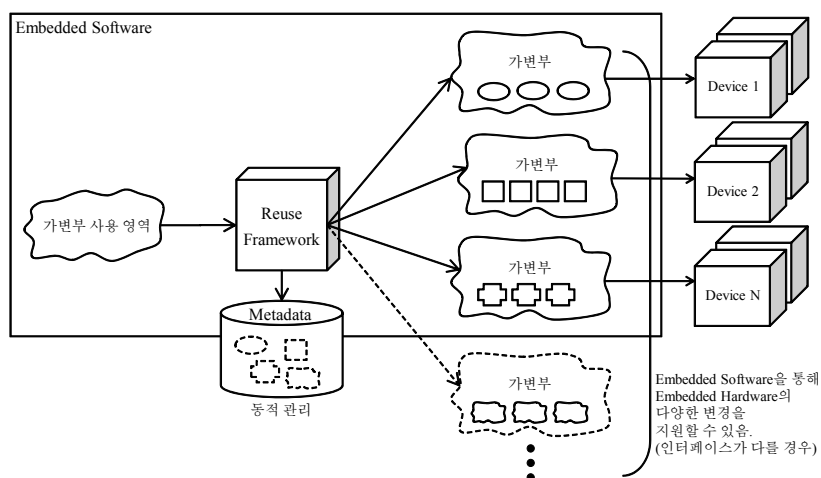 Embedded Software
가변부
Device 1
가변부
Device 2
가변부 사용 영역
Reuse
Framework
가변부
Device N
Metadata
동적 관리
가변부
Embedded Software을 통해
Embedded Hardware의
다양한 변경을
지원할 수 있음.
(인터페이스가 다를 경우)